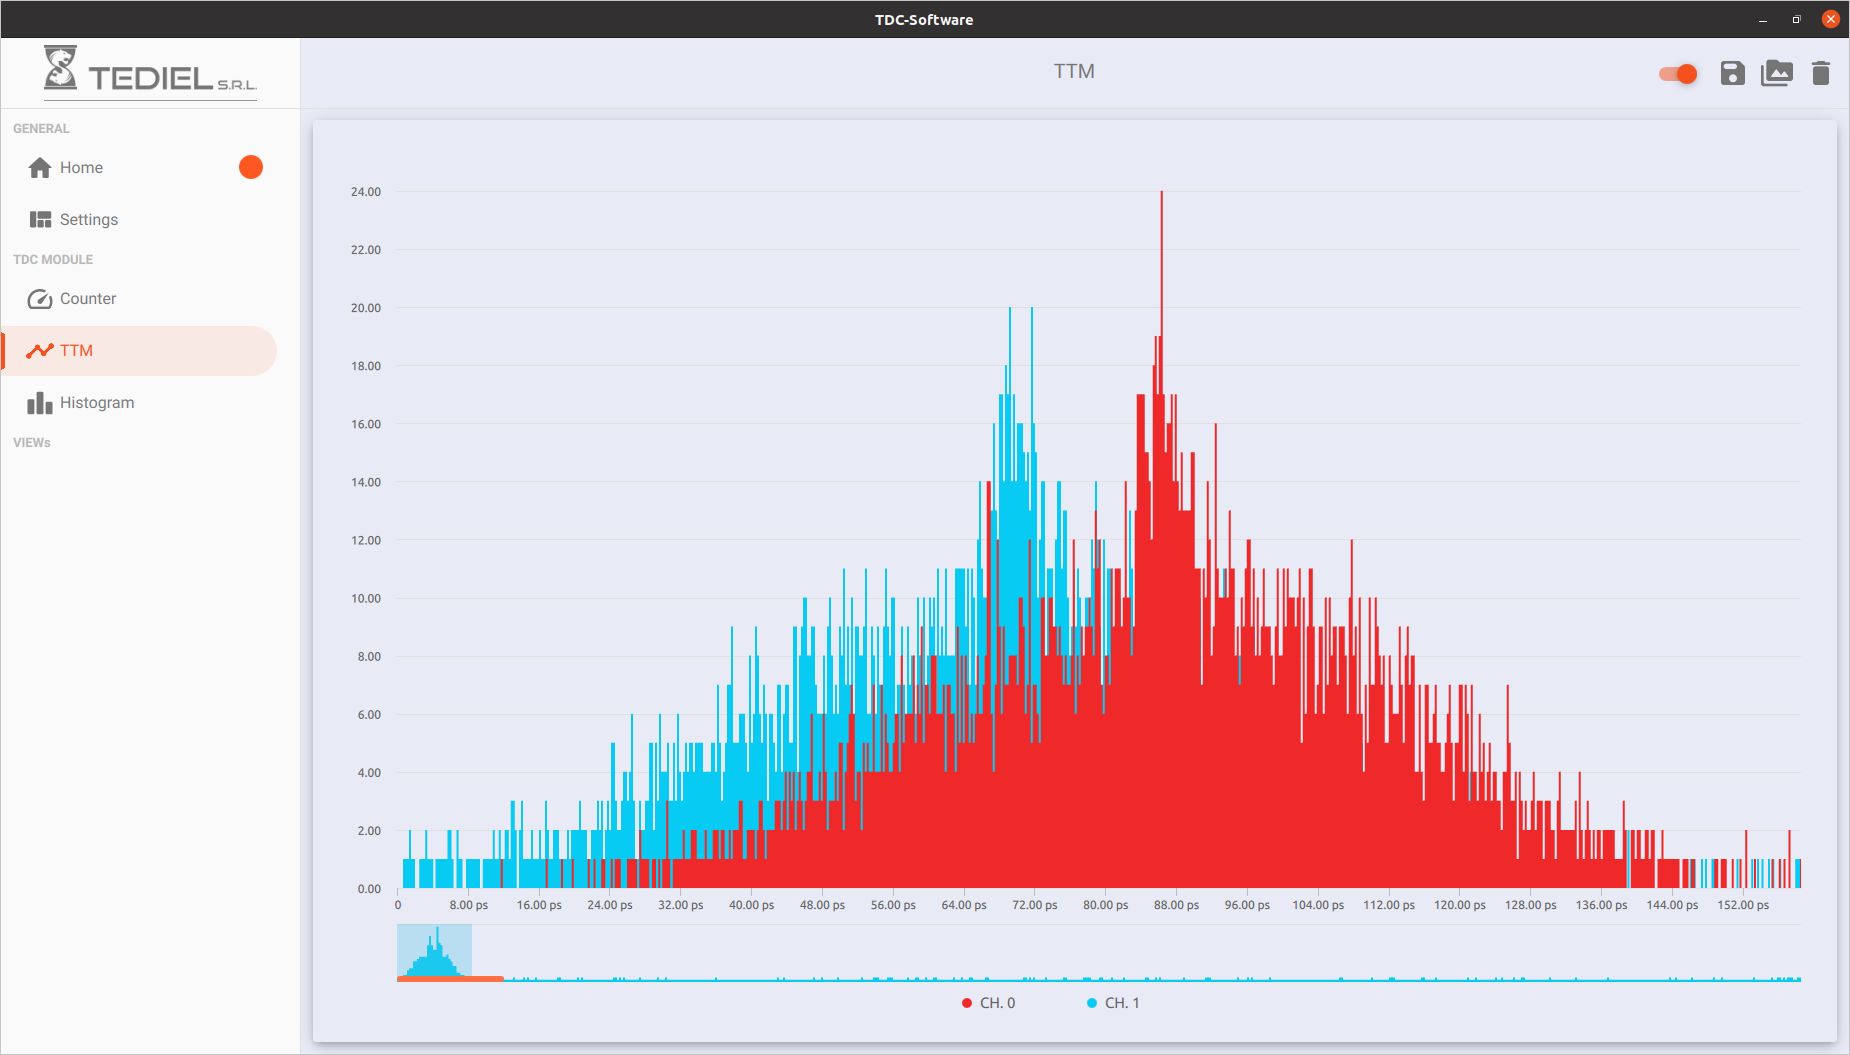 TDC-Software
TEDIEL S.R.L.
TTM
GENERAL
Home
Settings
TDC MODULE
Counter
TTM
Histogram
VIEWs
24.00
22.00
20.00
18.00
16.00
14.00
12.00
10.00
8.00
6.00
4.00
2.00
0.00
0 8.00 ps 16.00 ps 24.00 ps 32.00 ps 40.00 ps 48.00 ps 56.00 ps 64.00 ps 72.00 ps 80.00 ps 88.00 ps 96.00 ps 104.00 ps 112.00 ps 120.00 ps 128.00 ps 136.00 ps 144.00 ps 152.00 ps
CH. 0 CH. 1